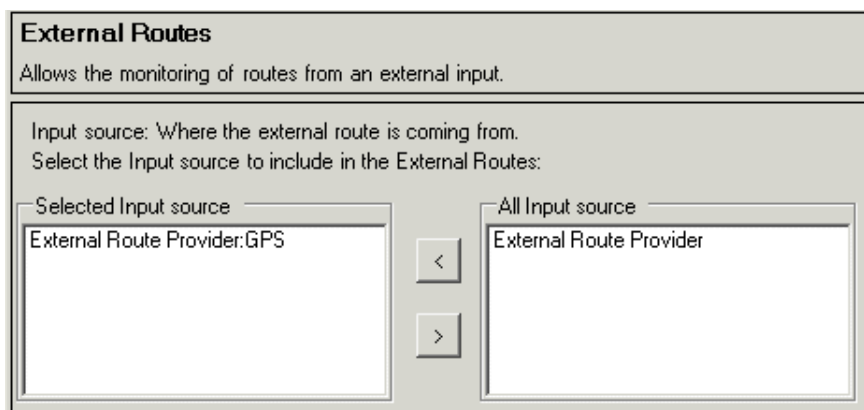 External Routes
Allows the monitoring of routes from an external input.
Input source: Where the external route is coming from.
Select the Input source to include in the External Routes:
Selected Input source
External Route Provider:GPS
<
>
All Input source
External Route Provider